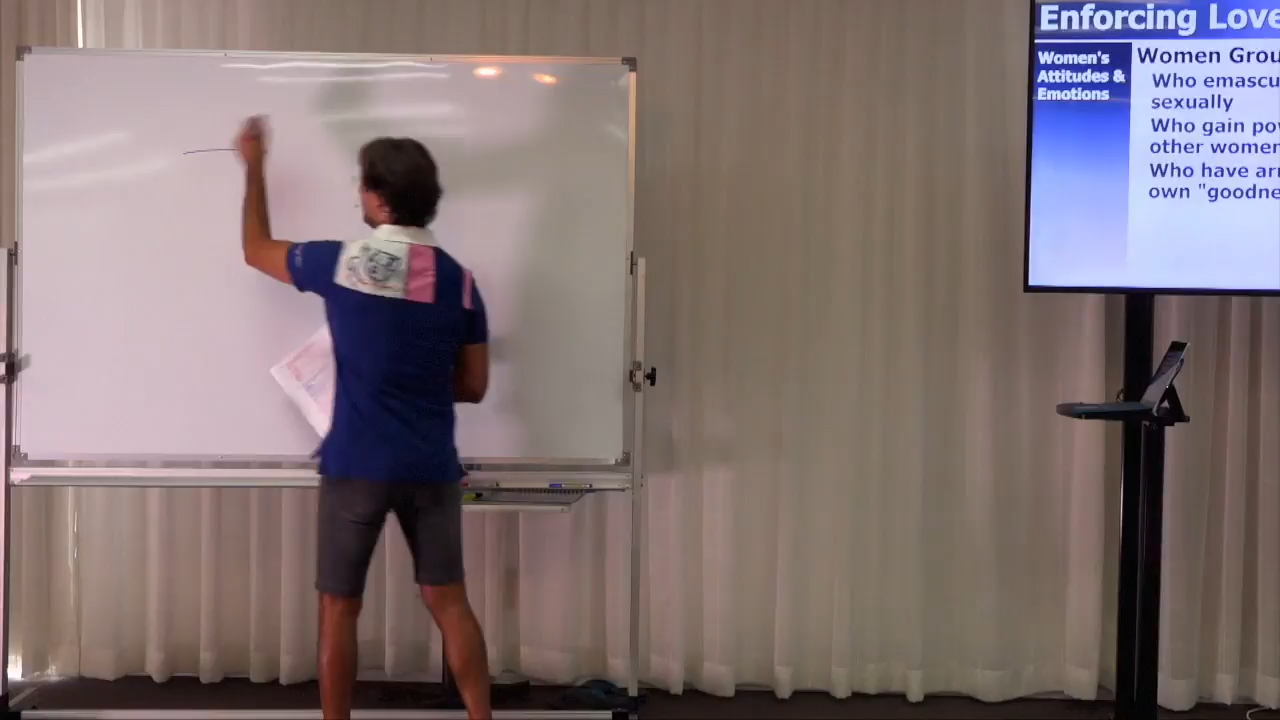 Enforcing Love
Women's
Attitudes &
Emotions
Women Grou
Who emascu
sexually
Who gain pow
other women
Who have arr
own "goodne